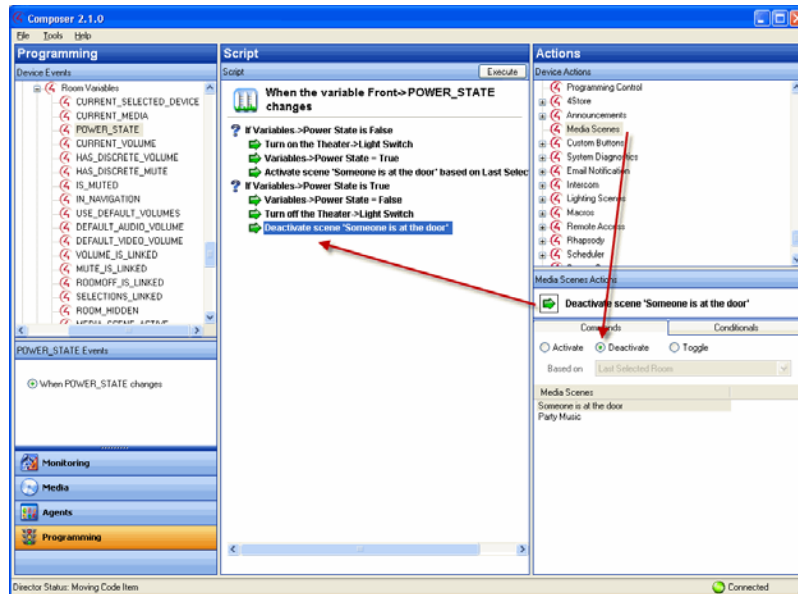 Composer 2.1.0
File Tools Help
Programming
Device Events
Room Variables
CURRENT_SELECTED_DEVICE
CURRENT_MEDIA
POWER_STATE
CURRENT_VOLUME
HAS_DISCRETE_VOLUME
HAS_DISCRETE_MUTE
IS_MUTED
IN_NAVIGATION
USE_DEFAULT_VOLUMES
DEFAULT_AUDIO_VOLUME
DEFAULT_VIDEO_VOLUME
VOLUME_IS_LINKED
MUTE_IS_LINKED
ROOMOFF_IS_LINKED
SELECTIONS_LINKED
ROOM_HIDDEN
MEDIA_SCENE_ACTIVE
POWER_STATE Events
When POWER_STATE changes
Monitoring
Media
Agents
Programming
Script
Script Execute
When the variable Front->POWER_STATE
changes
If Variables->Power State is False
Turn on the Theater->Light Switch
Variables->Power State = True
Activate scene 'Someone is at the door' based on Last Selec
If Variables->Power State is True
Variables->Power State = False
Turn off the Theater->Light Switch
Deactivate scene 'Someone is at the door'
Actions
Device Actions
Programming Control
4Store
Announcements
Media Scenes
Custom Buttons
System Diagnostics
Email Notification
Intercom
Lighting Scenes
Macros
Remote Access
Rhapsody
Scheduler
Media Scenes Actions
Deactivate scene 'Someone is at the door'
Commands Conditionals
Activate Deactivate Toggle
Based on Last Selected Room
Media Scenes
Someone is at the door
Party Music
Director Status: Moving Code Item Connected